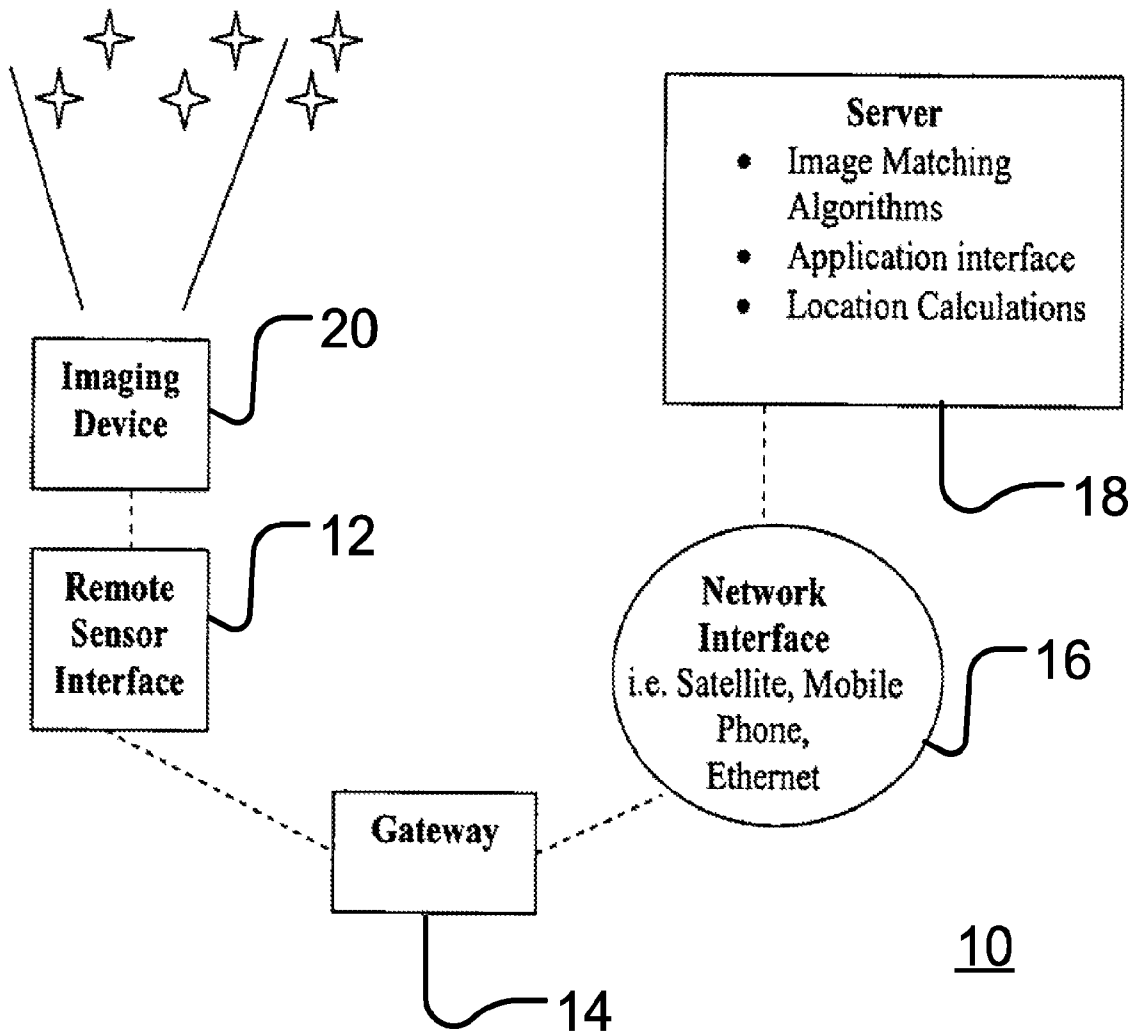 Server
• Image Matching
Algorithms
• Application interface
• Location Calculations
20
Imaging
Device
18
12
Remote
Sensor
Interface
Network
Interface
i.e. Satellite, Mobile
Phone,
Ethernet
16
Gateway
10
14